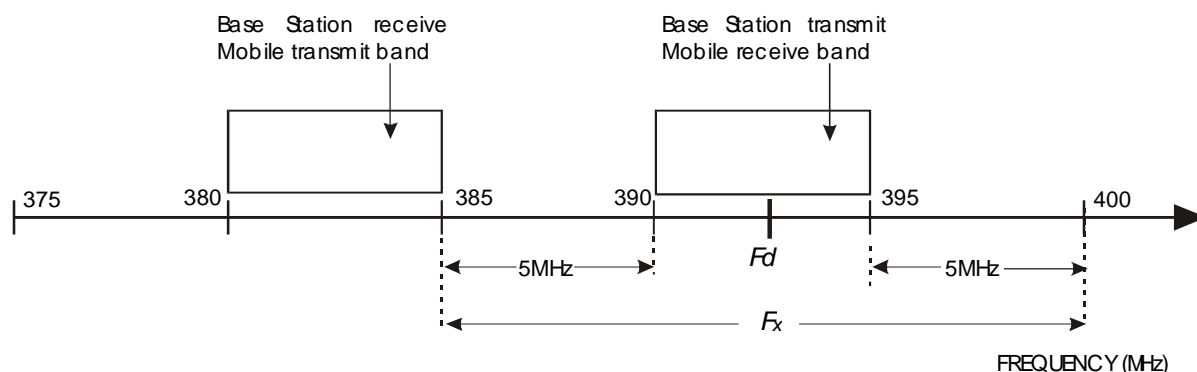 Base Station receive
Mobile transmit band
Base Station transmit
Mobile receive band
375
380
385
390
395
400
5MHz
Fd
5MHz
Fx
FREQUENCY (MHz)